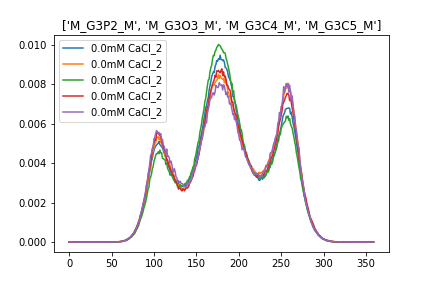 ['M_G3P2_M', 'M_G3O3_M', 'M_G3C4_M', 'M_G3C5_M']
0.010
0.008
0.006
0.004
0.002
0.000
0.0mM CaCl_2
0.0mM CaCl_2
0.0mM CaCl_2
0.0mM CaCl_2
0.0mM CaCl_2
0 50 100 150 200 250 300 350